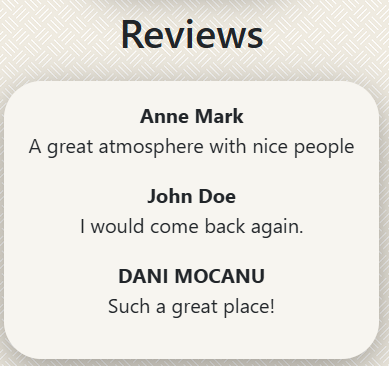 Reviews
Anne Mark
A great atmosphere with nice people
John Doe
I would come back again.
DANI MOCANU
Such a great place!